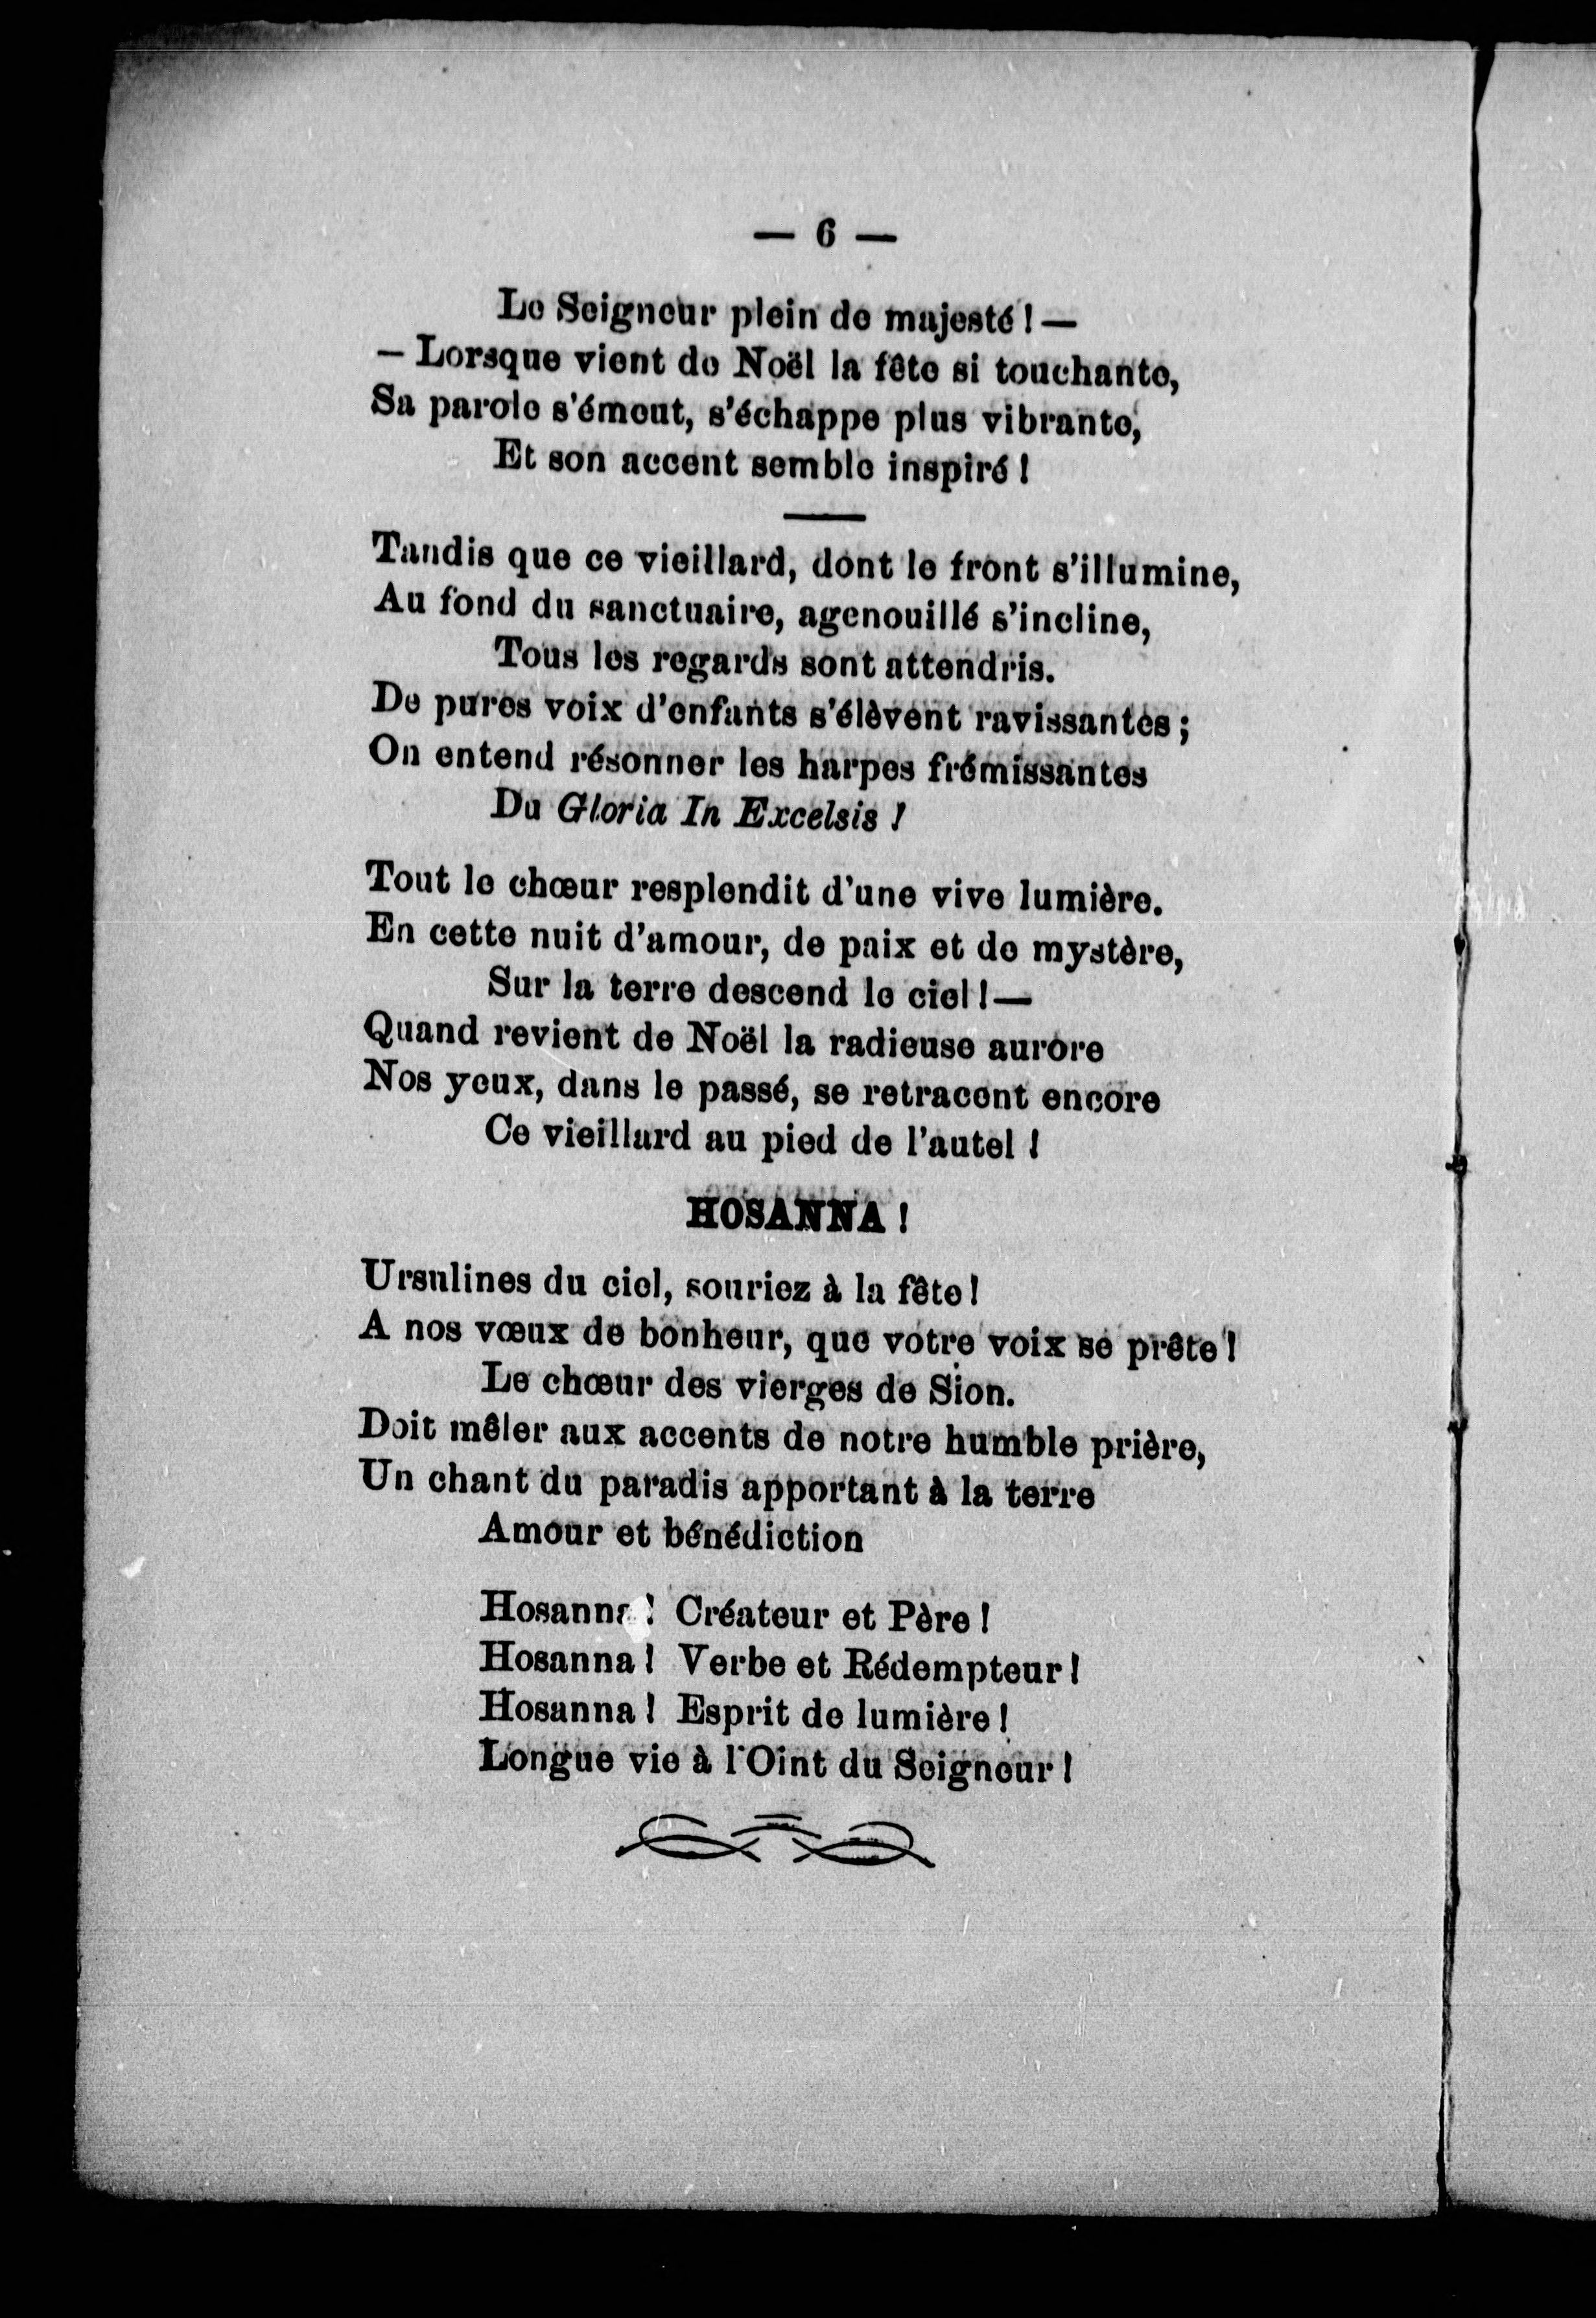 — 6 —
Le Seigneur plein de majesté ! —
— Lorsque vient de Noël la fête si touchante,
Sa parole s'émeut, s'échappe plus vibrante,
Et son accent semble inspiré !
Tandis que ce vieillard, dont le front s'illumine,
Au fond du sanctuaire, agenouillé s'incline,
Tous les regards sont attendris.
De pures voix d'enfants s'élèvent ravissantes ;
On entend résonner les harpes frémissantes
Du Gloria In Excelsis !
Tout le chœur resplendit d'une vive lumière.
En cette nuit d'amour, de paix et de mystère,
Sur la terre descend le ciel ! —
Quand revient de Noël la radieuse aurore
Nos yeux, dans le passé, se retracent encore
Ce vieillard au pied de l'autel !
HOSANNA !
Ursulines du ciel, souriez à la fête !
A nos vœux de bonheur, que votre voix se prête !
Le chœur des vierges de Sion.
Doit mêler aux accents de notre humble prière,
Un chant du paradis apportant à la terre
Amour et bénédiction
Hosanna ! Créateur et Père !
Hosanna ! Verbe et Rédempteur !
Hosanna ! Esprit de lumière !
Longue vie à l'Oint du Seigneur !